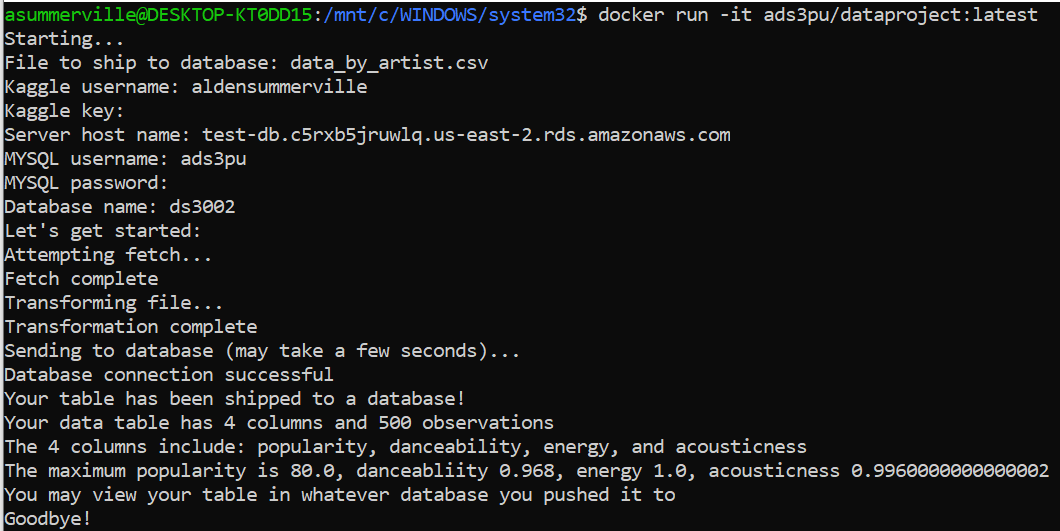 asummerville@DESKTOP-KT0DD15:/mnt/c/WINDOWS/system32$ docker run -it ads3pu/dataproject:latest
Starting...
File to ship to database: data_by_artist.csv
Kaggle username: aldensummerville
Kaggle key:
Server host name: test-db.c5rxb5jruwlq.us-east-2.rds.amazonaws.com
MYSQL username: ads3pu
MYSQL password:
Database name: ds3002
Let's get started:
Attempting fetch...
Fetch complete
Transforming file...
Transformation complete
Sending to database (may take a few seconds)...
Database connection successful
Your table has been shipped to a database!
Your data table has 4 columns and 500 observations
The 4 columns include: popularity, danceability, energy, and acousticness
The maximum popularity is 80.0, danceabliity 0.968, energy 1.0, acousticness 0.9960000000000002
You may view your table in whatever database you pushed it to
Goodbye!